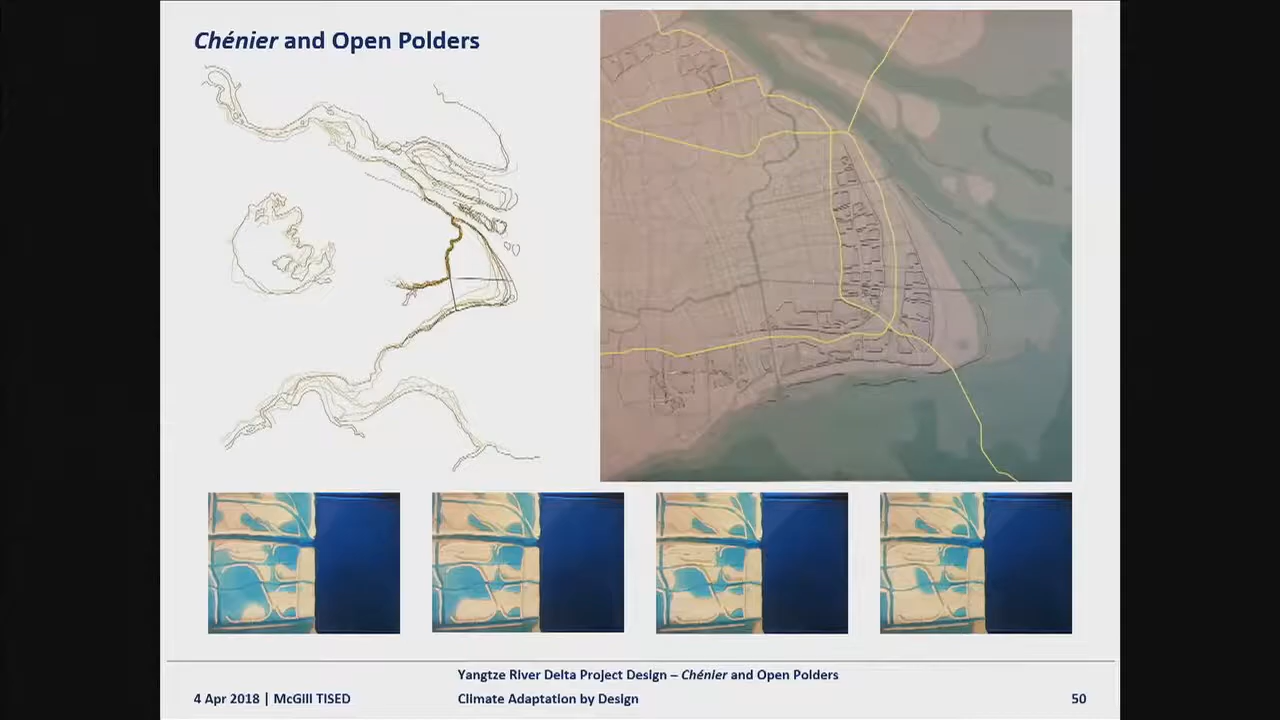 Chénier and Open Polders
Yangtze River Delta Project Design – Chénier and Open Polders
4 Apr 2018 | McGill TISED
Climate Adaptation by Design
50